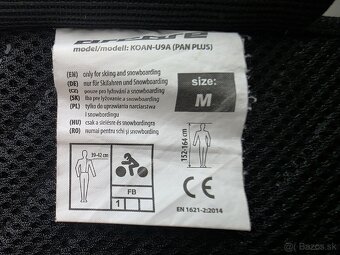 model/modell: KOAN-U9A (PAN PLUS)
(EN) only for skiing and snowboarding
(DE) nur für Skifahren und Snowboarden
(CZ) pouze pro lyžování a snowboarding
(SK) iba pre lyžovanie a snowboarding
(PL) tylko do uprawiania narciarstwa
i snowboardingu
(HU) csak a síelésre és snowboardingra
(RO) numai pentru schi și snowboarding
size:
M
39-42 cm
FB
1
152-164 cm
CE
EN 1621-2:2014
Bazos.sk